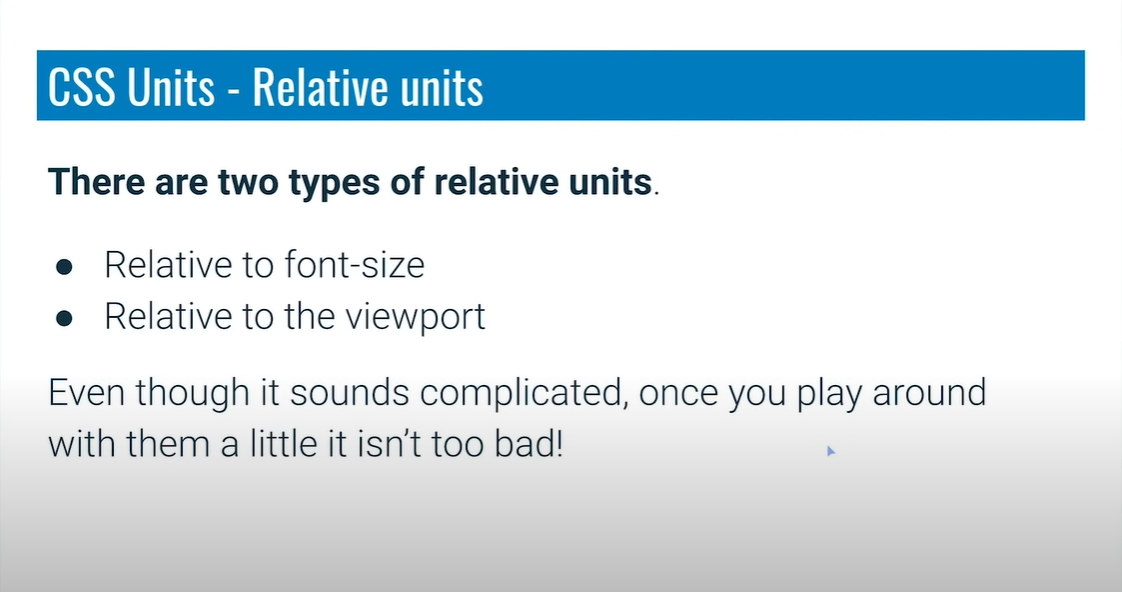 CSS Units - Relative units
There are two types of relative units.
● Relative to font-size
● Relative to the viewport
Even though it sounds complicated, once you play around
with them a little it isn’t too bad!